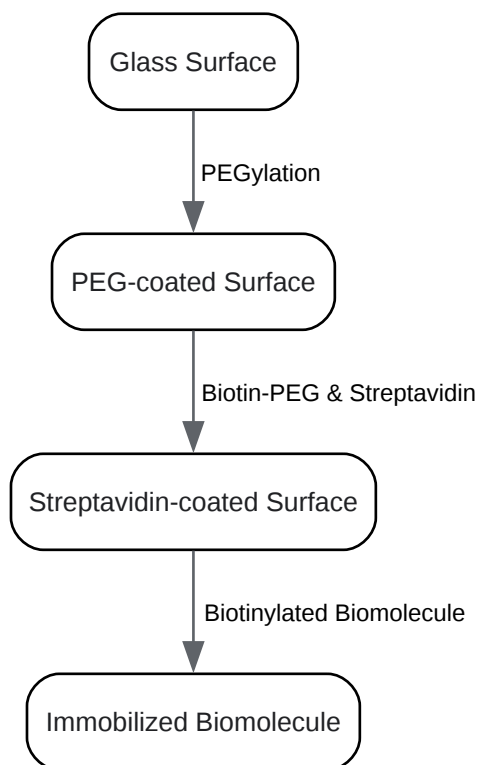 Glass Surface
PEGylation
PEG-coated Surface
Biotin-PEG & Streptavidin
Streptavidin-coated Surface
Biotinylated Biomolecule
Immobilized Biomolecule